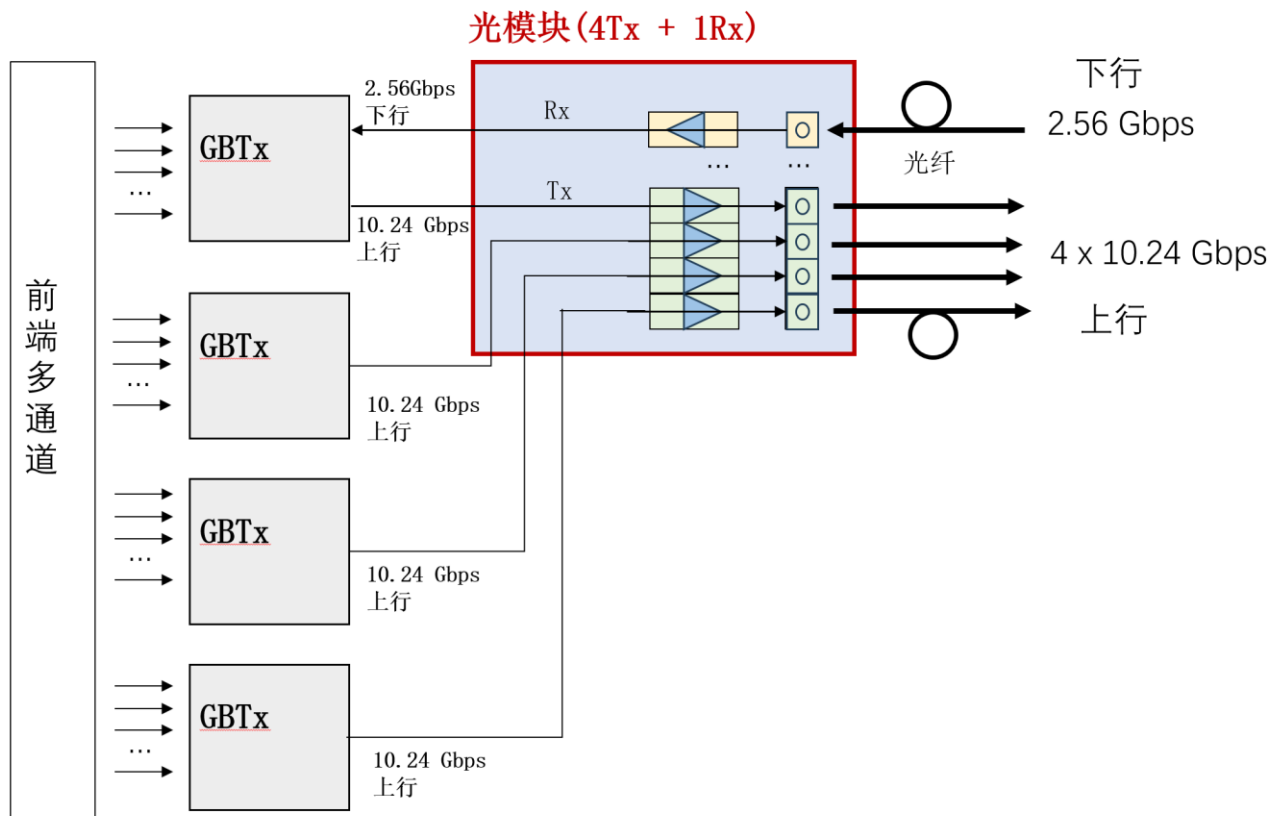 光模块(4Tx + 1Rx)
下行
2.56 Gbps
光纤
4 x 10.24 Gbps
上行
2.56Gbps
下行
Rx
...
...
Tx
GBTx
...
10.24 Gbps
上行
前端多通道
GBTx
...
10.24 Gbps
上行
GBTx
...
10.24 Gbps
上行
GBTx
...
10.24 Gbps
上行